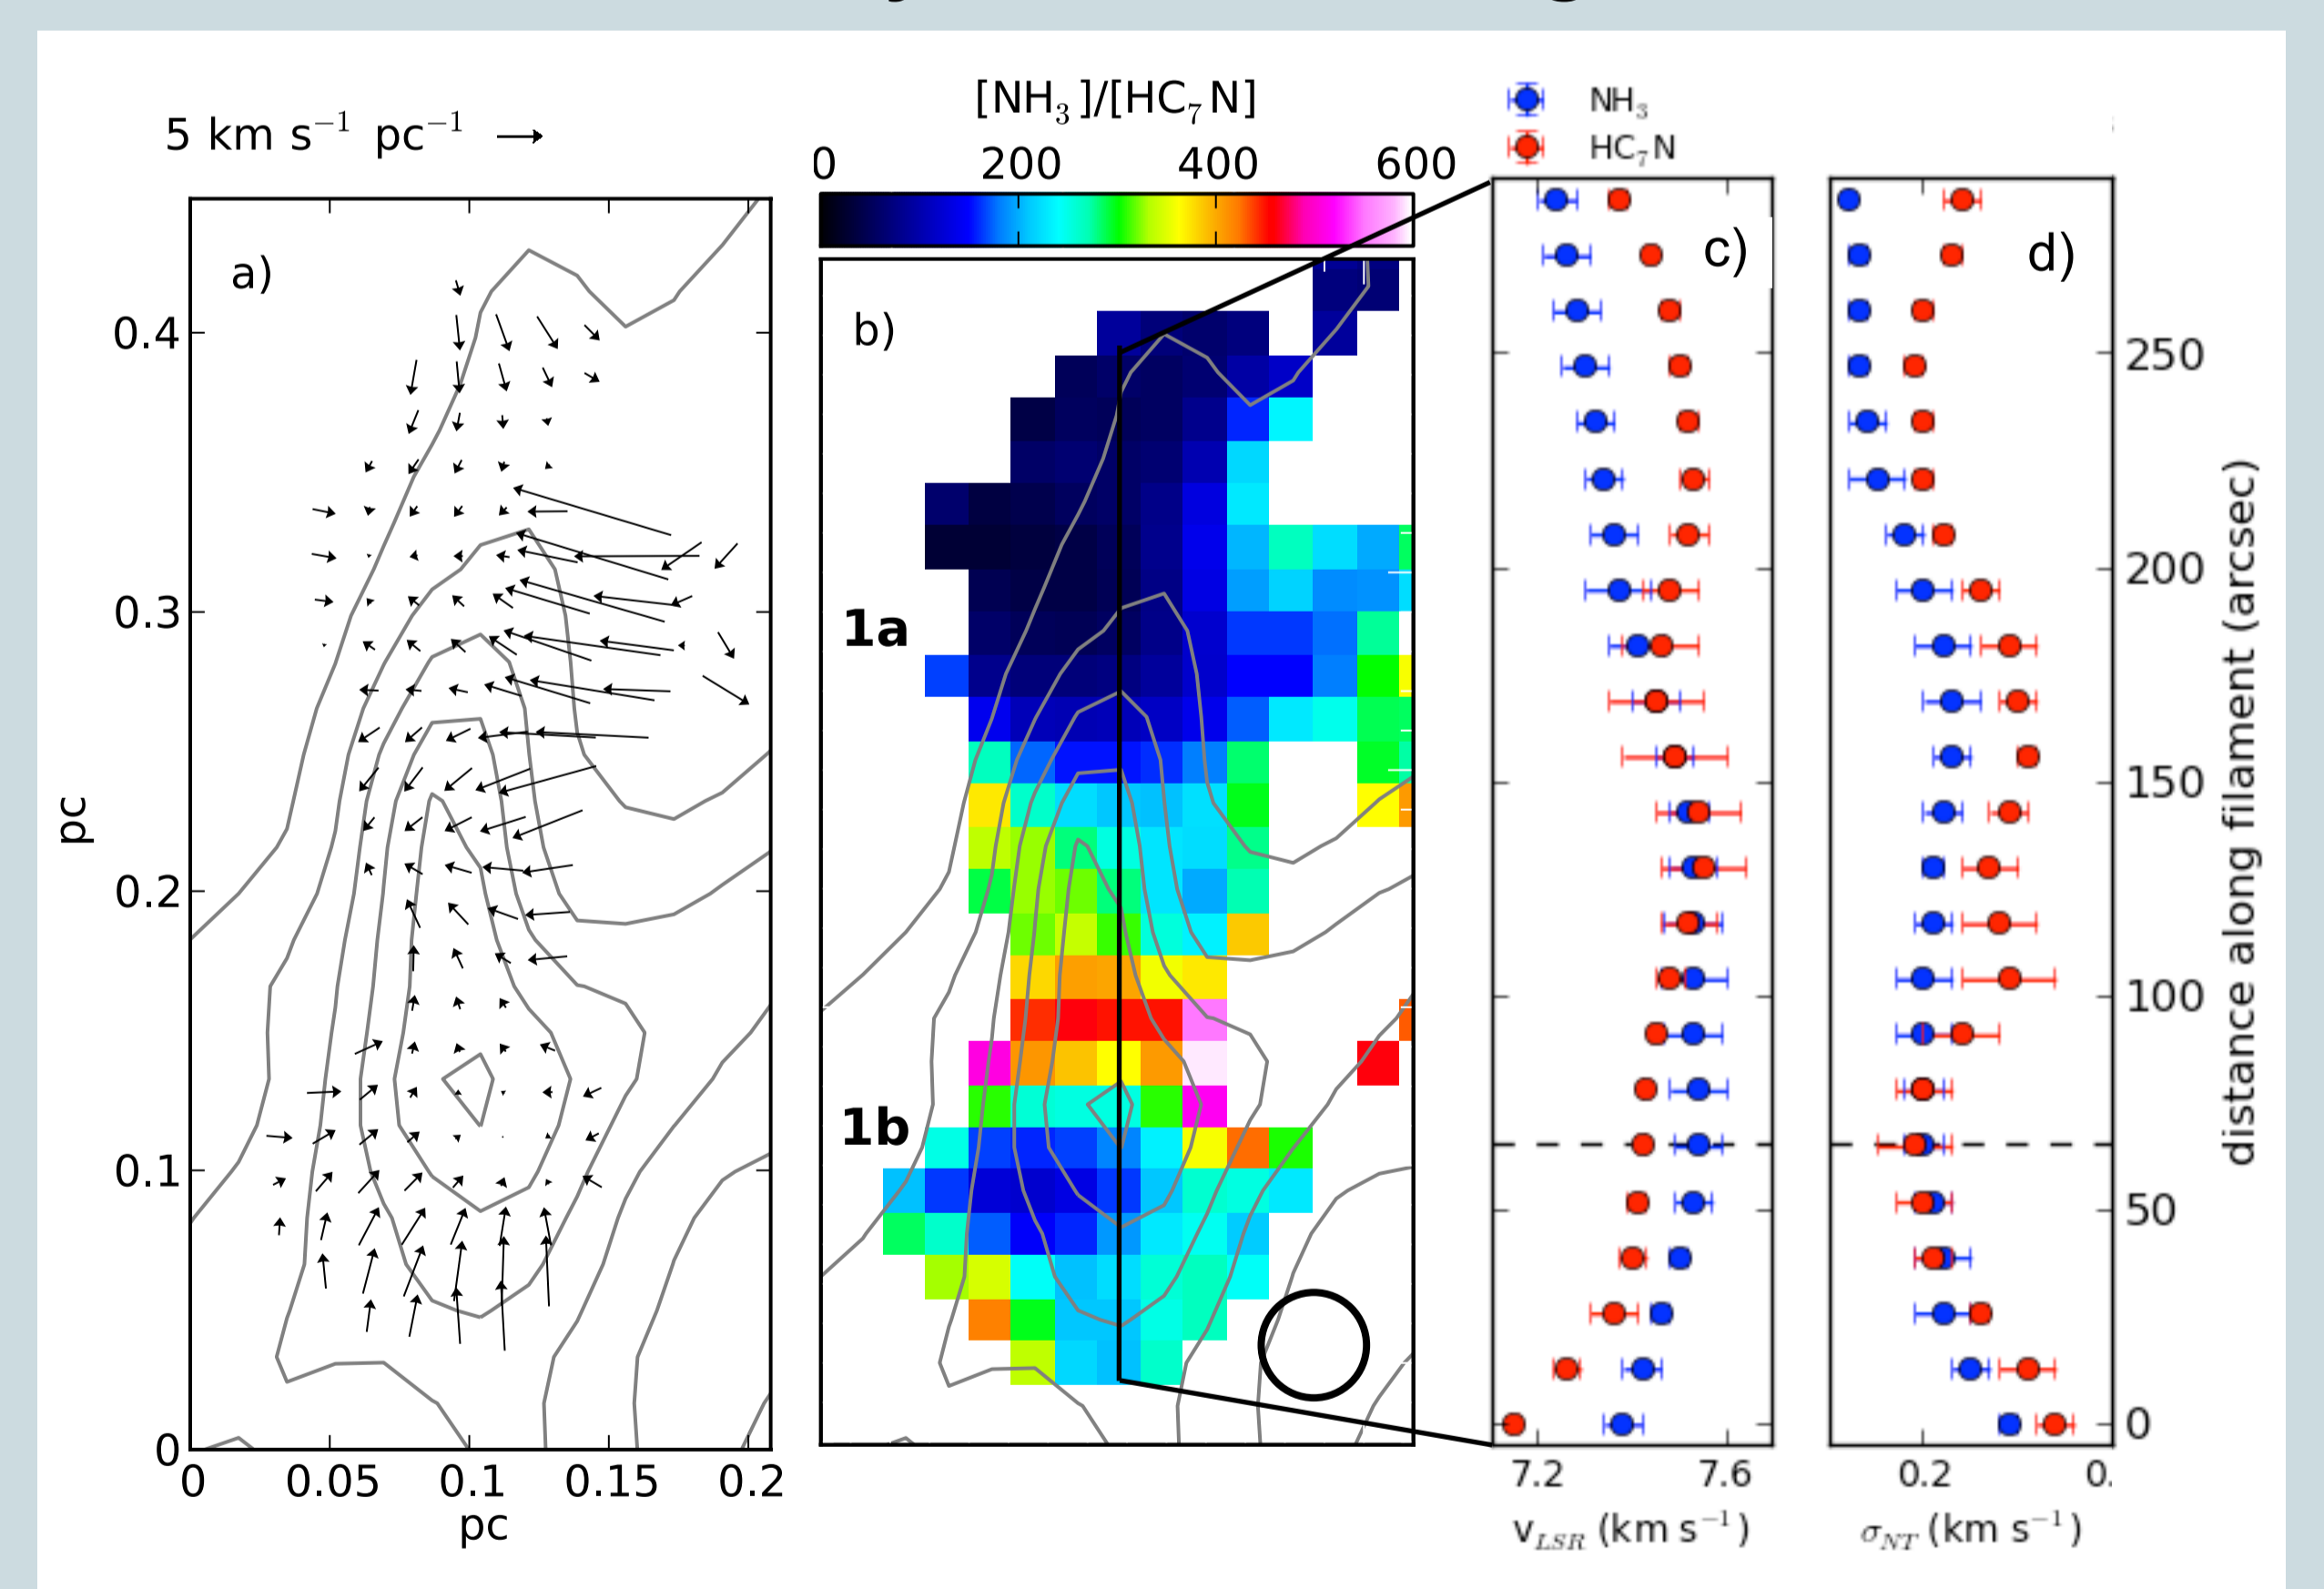 [NH₃]/[HC₇N]
0 200 400 600
5 km s⁻¹ pc⁻¹
NH₃
HC₇N
a)
b)
c)
d)
0.4
0.3
0.2
0.1
0
pc
0 0.05 0.1 0.15 0.2
pc
1a
1b
7.2 7.6
v_LSR (km s⁻¹)
0.2 0.
σ_NT (km s⁻¹)
250
200
150
100
50
0
distance along filament (arcsec)